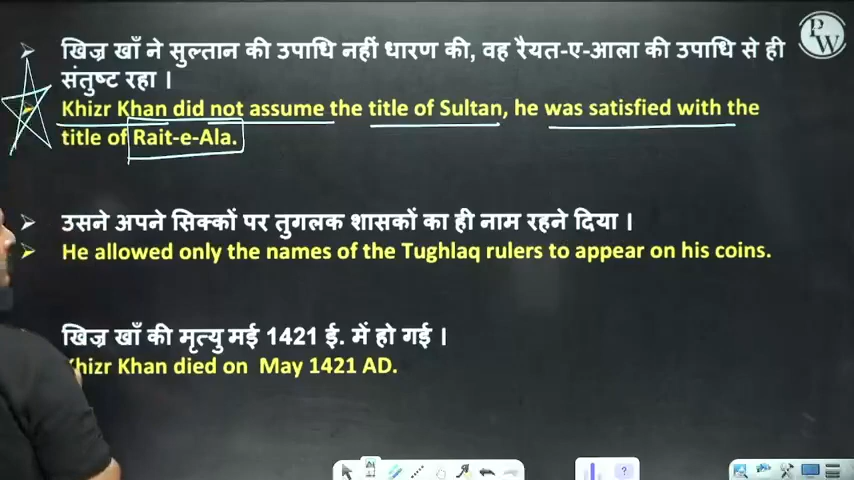 खिज्र खाँ ने सुल्तान की उपाधि नहीं धारण की, वह रैयत-ए-आला की उपाधि से ही
संतुष्ट रहा ।
Khizr Khan did not assume the title of Sultan, he was satisfied with the
title of Rait-e-Ala.
उसने अपने सिक्कों पर तुगलक शासकों का ही नाम रहने दिया ।
He allowed only the names of the Tughlaq rulers to appear on his coins.
खिज्र खाँ की मृत्यु मई 1421 ई. में हो गई ।
Khizr Khan died on May 1421 AD.
PW